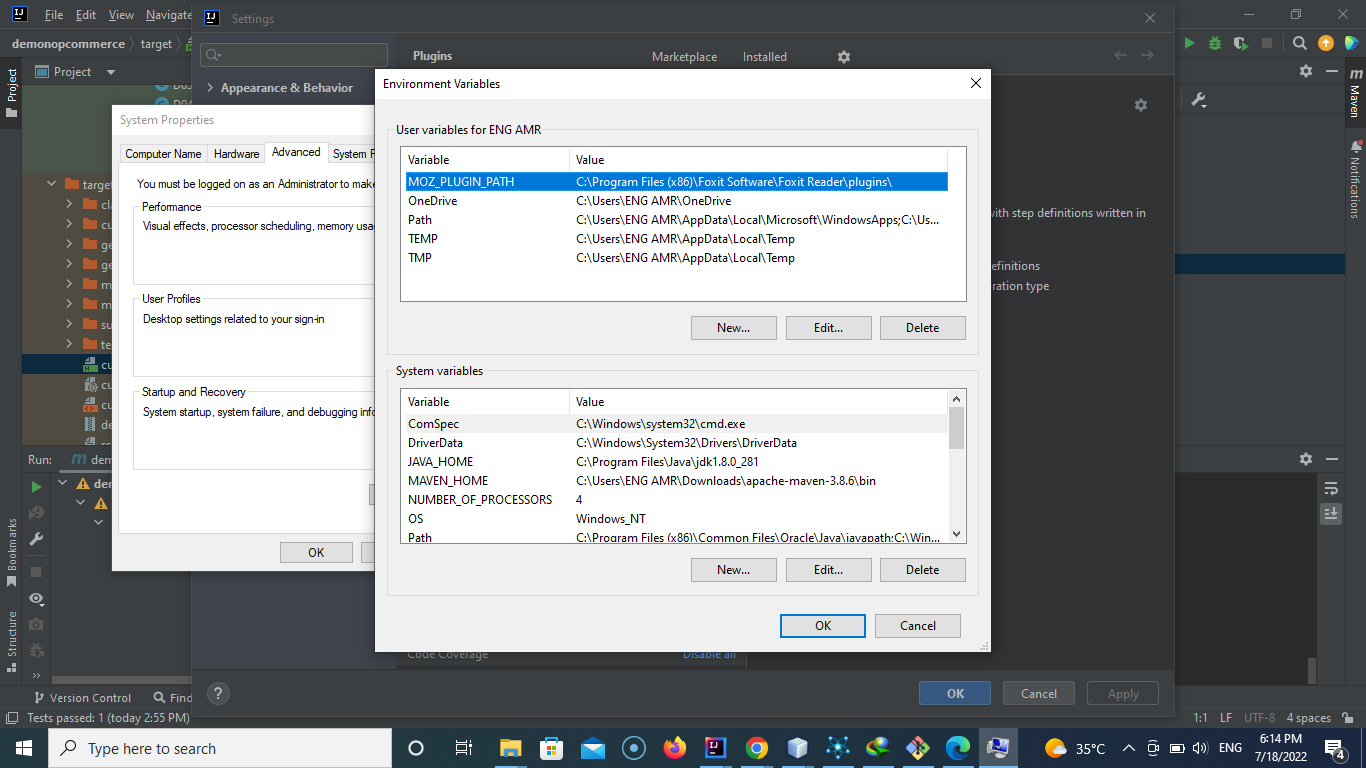 File Edit View Navigate
Settings
demonopcommerce target
Plugins
Marketplace
Installed
Project
Project
Appearance & Behavior
Maven
Notifications
System Properties
Computer Name
Hardware
Advanced
You must be logged on as an Administrator to make
Performance
Visual effects, processor scheduling, memory usag
User Profiles
Desktop settings related to your sign-in
Startup and Recovery
System startup, system failure, and debugging info
OK
Environment Variables
User variables for ENG AMR
Variable Value
MOZ_PLUGIN_PATH C:\Program Files (x86)\Foxit Software\Foxit Reader\plugins\
OneDrive C:\Users\ENG AMR\OneDrive
Path C:\Users\ENG AMR\AppData\Local\Microsoft\WindowsApps;C:\Us...
TEMP C:\Users\ENG AMR\AppData\Local\Temp
TMP C:\Users\ENG AMR\AppData\Local\Temp
New... Edit... Delete
System variables
Variable Value
ComSpec C:\Windows\system32\cmd.exe
DriverData C:\Windows\System32\Drivers\DriverData
JAVA_HOME C:\Program Files\Java\jdk1.8.0_281
MAVEN_HOME C:\Users\ENG AMR\Downloads\apache-maven-3.8.6\bin
NUMBER_OF_PROCESSORS 4
OS Windows_NT
Path C:\Program Files (x86)\Common Files\Oracle\Java\javapath;C:\Win...
New... Edit... Delete
OK Cancel
with step definitions written in
efinitions
ration type
target
Run:
Bookmarks
Structure
Code Coverage
Disable all
OK Cancel Apply
Version Control Find
Tests passed: 1 (today 2:55 PM)
1:1 LF UTF-8 4 spaces
Type here to search
35°C
ENG
6:14 PM
7/18/2022
4